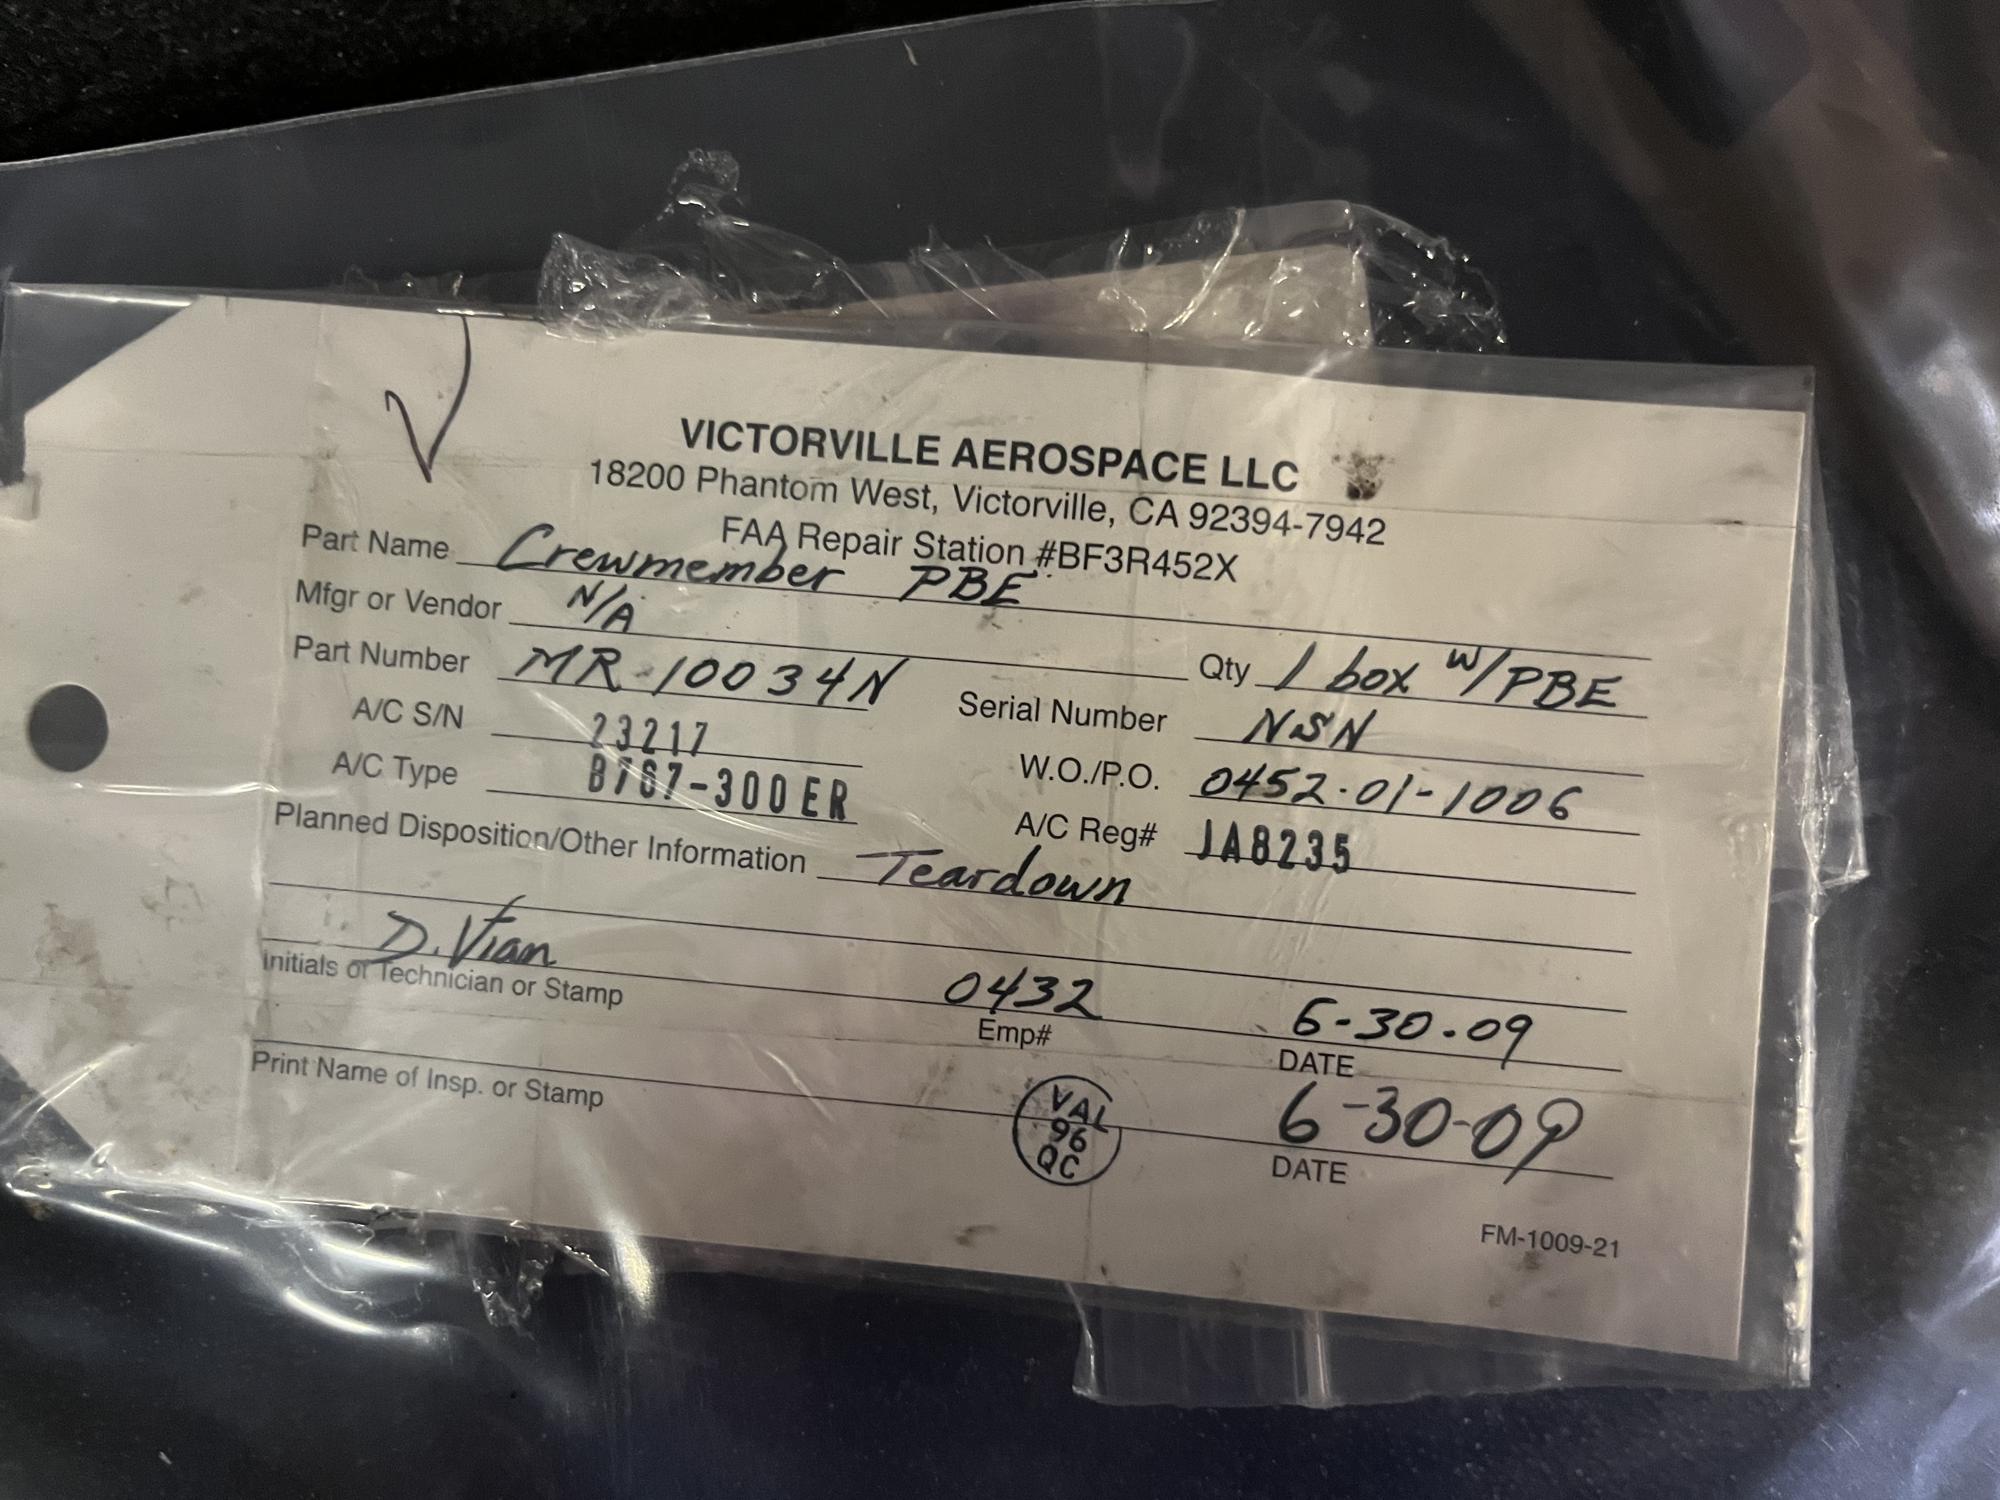 VICTORVILLE AEROSPACE LLC
18200 Phantom West, Victorville, CA 92394-7942
FAA Repair Station #BF3R452X
Part Name Crewmember PBE
Mfgr or Vendor N/A
Qty 1 box w/PBE
Part Number MR-10034N
Serial Number NSN
A/C S/N 23217
W.O./P.O. 0452-01-1006
A/C Type B767-300ER
A/C Reg# JA8235
Planned Disposition/Other Information Teardown
D. Vian 0432 6-30-09
Initials of Technician or Stamp Emp# DATE
VAL
96
QC
6-30-09
Print Name of Insp. or Stamp DATE
FM-1009-21